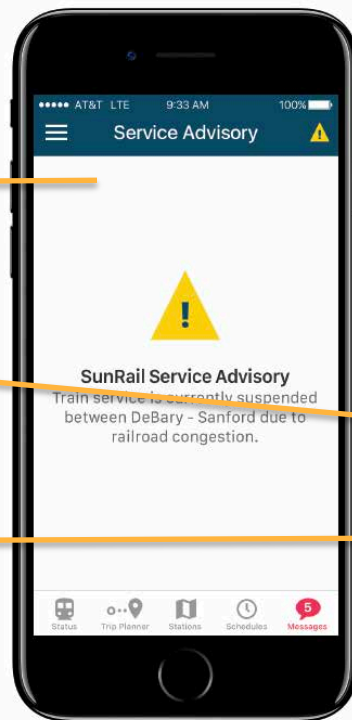 AT&T LTE 9:33 AM 100%
Service Advisory
!
!
SunRail Service Advisory
Train service is currently suspended
between DeBary - Sanford due to
railroad congestion.
5
Status Trip Planner Stations Schedules Messages